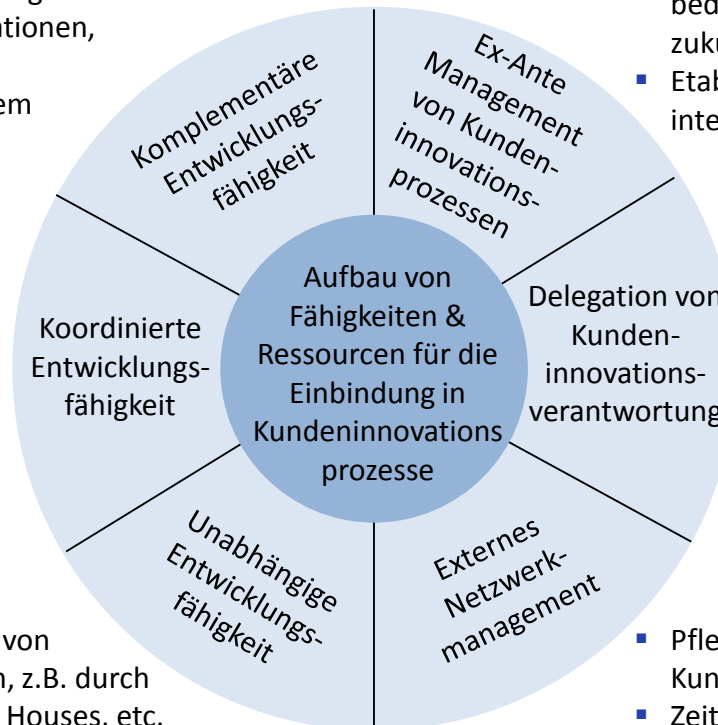 ationen,
em
Komplementäre
Entwicklungs-
fähigkeit
Ex-Ante
Management
von Kunden-
innovations-
prozessen
Koordinierte
Entwicklungs-
fähigkeit
Aufbau von
Fähigkeiten &
Ressourcen für die
Einbindung in
Kundeninnovations
prozesse
Delegation von
Kunden-
innovations-
verantwortung
Unabhängige
Entwicklungs-
fähigkeit
Externes
Netzwerk-
management
▪ Etab
inte
von
n, z.B. durch
Houses, etc.
▪ Pfle
Kun
▪ Zeit